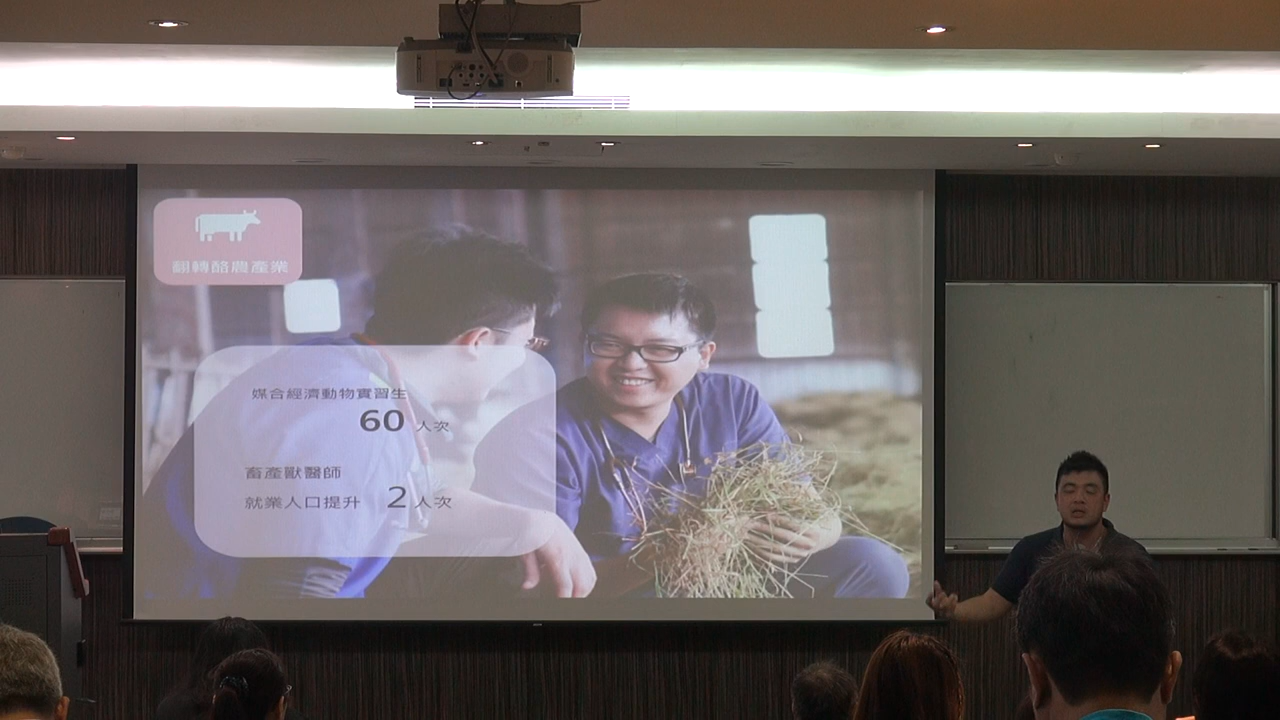 翻轉酪農產業
媒合經濟動物實習生
60 人次
畜產獸醫師
就業人口提升 2 人次